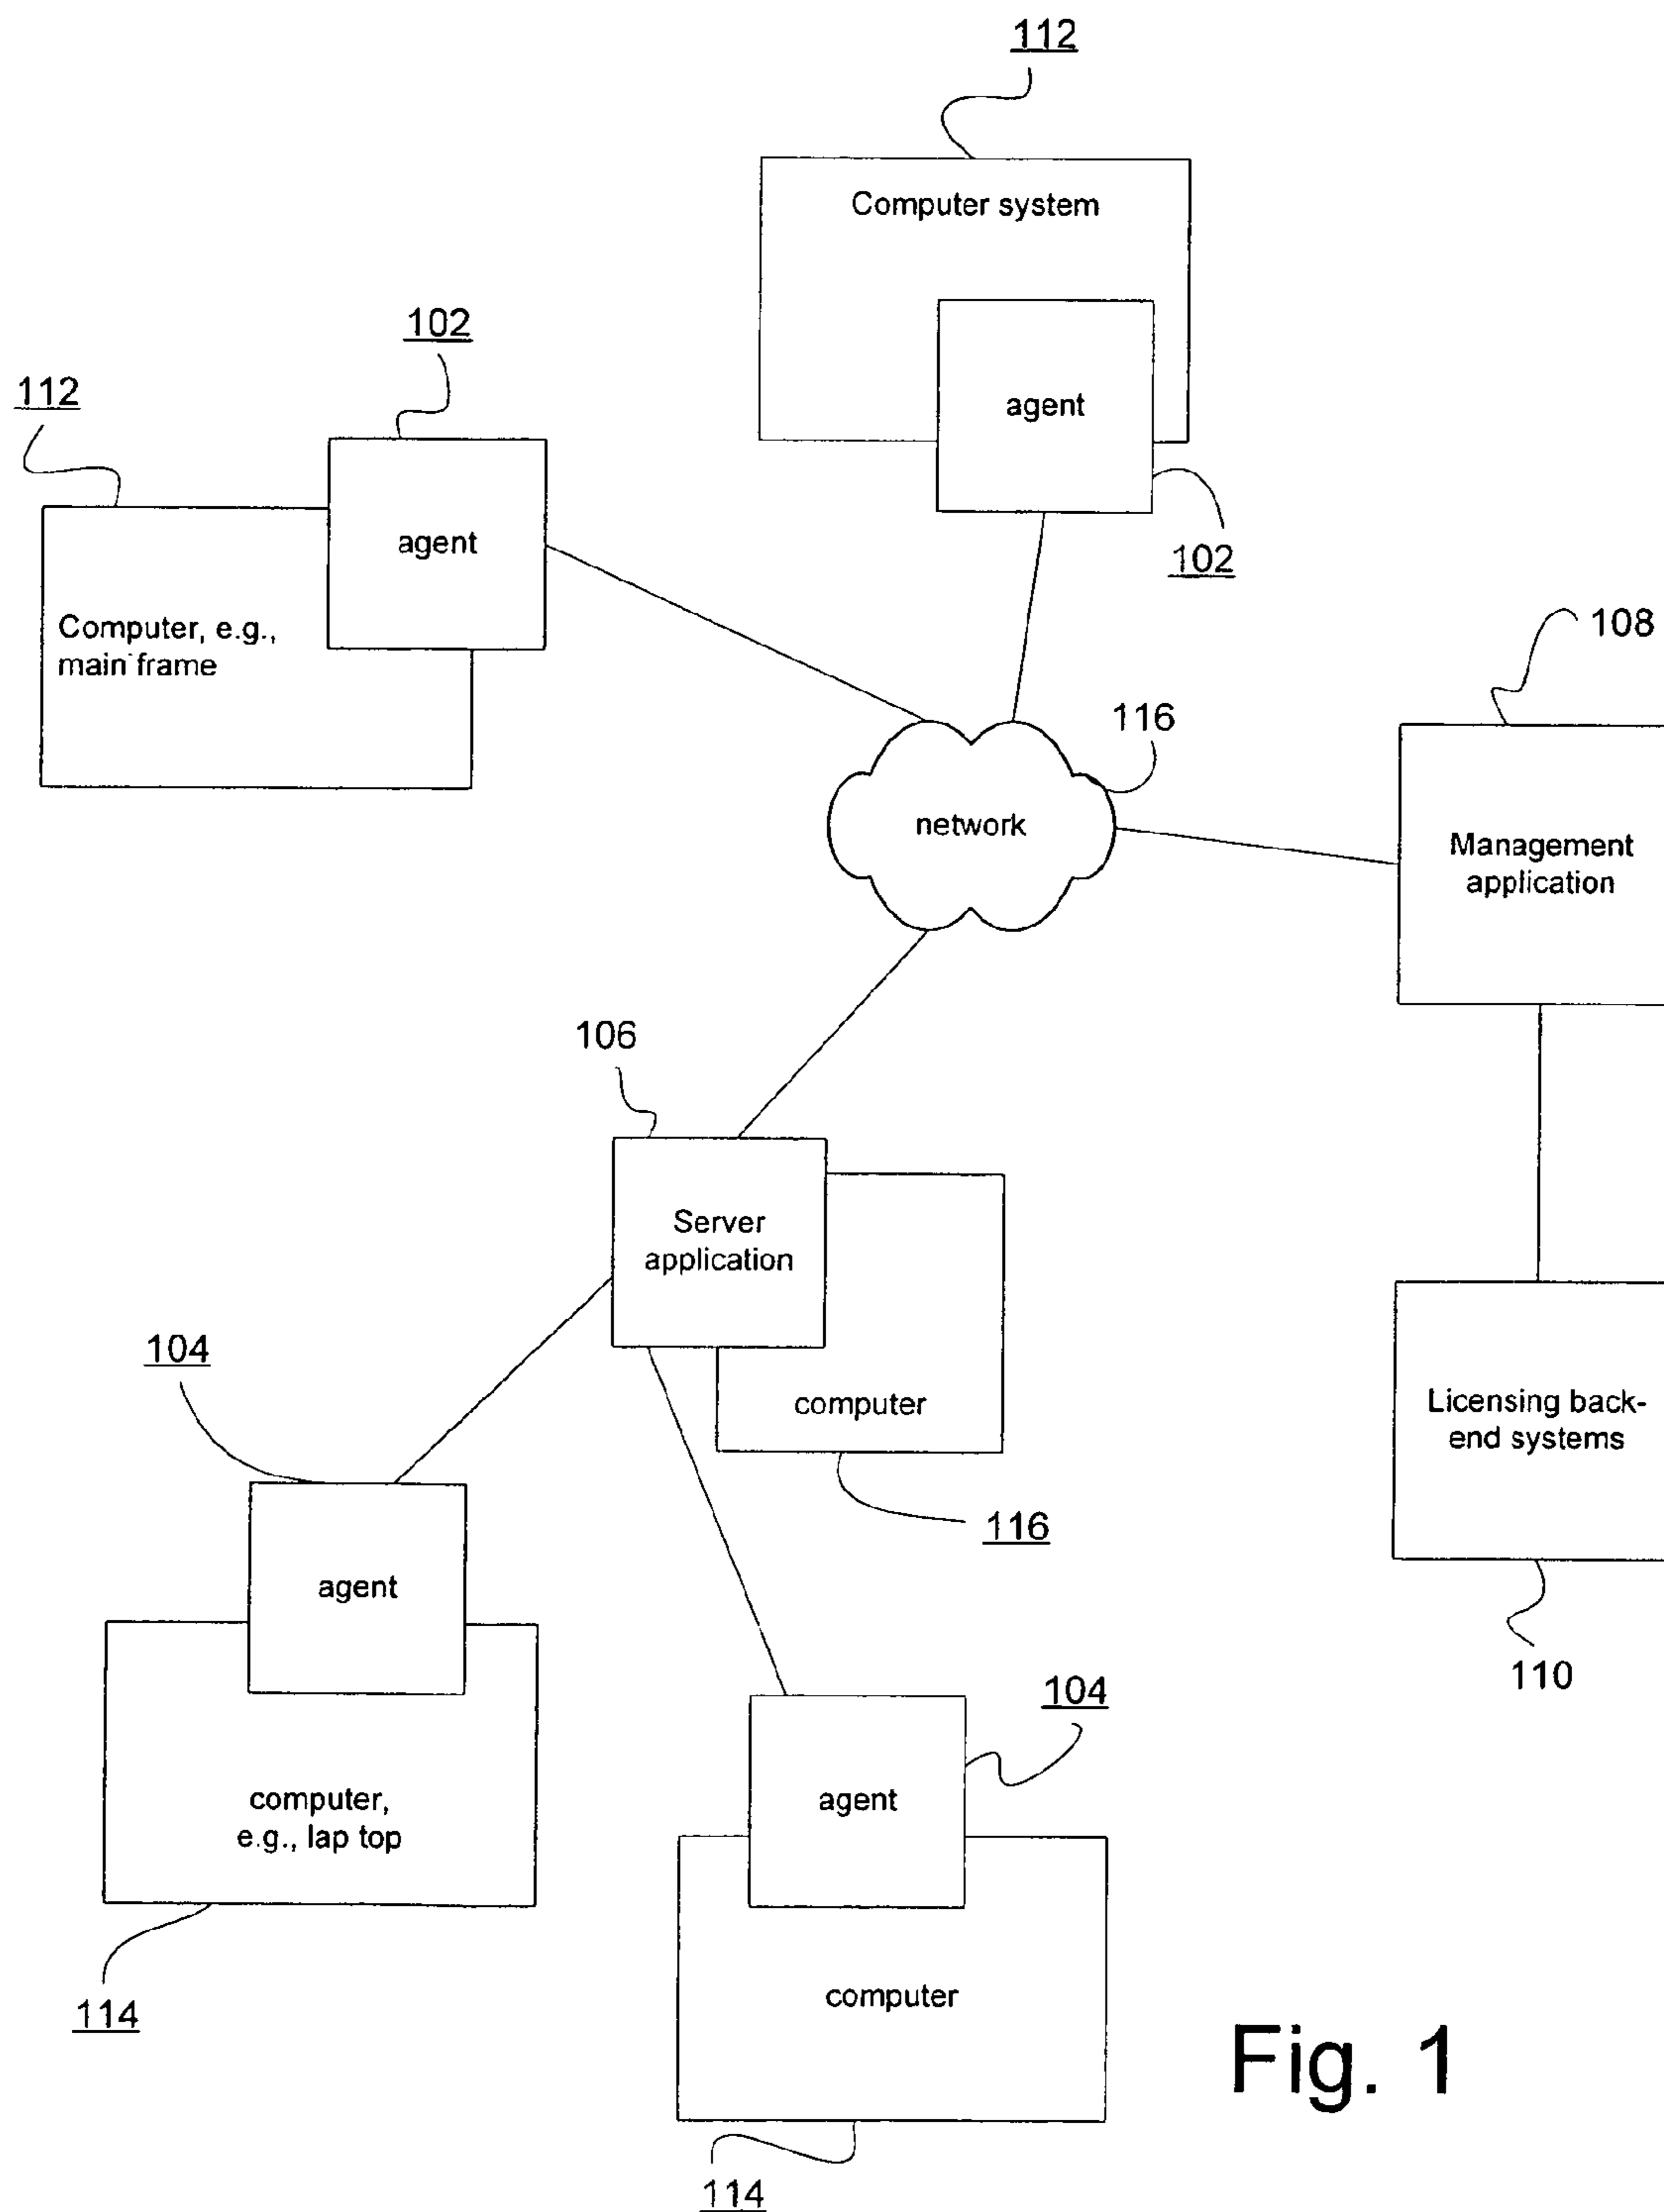 112
Computer system
agent
102
102
112
agent
Computer, e.g.,
main frame
108
116
network
Management
application
106
Server
application
computer
116
Licensing back-
end systems
110
104
agent
computer,
e.g., lap top
114
104
agent
computer
114
Fig. 1